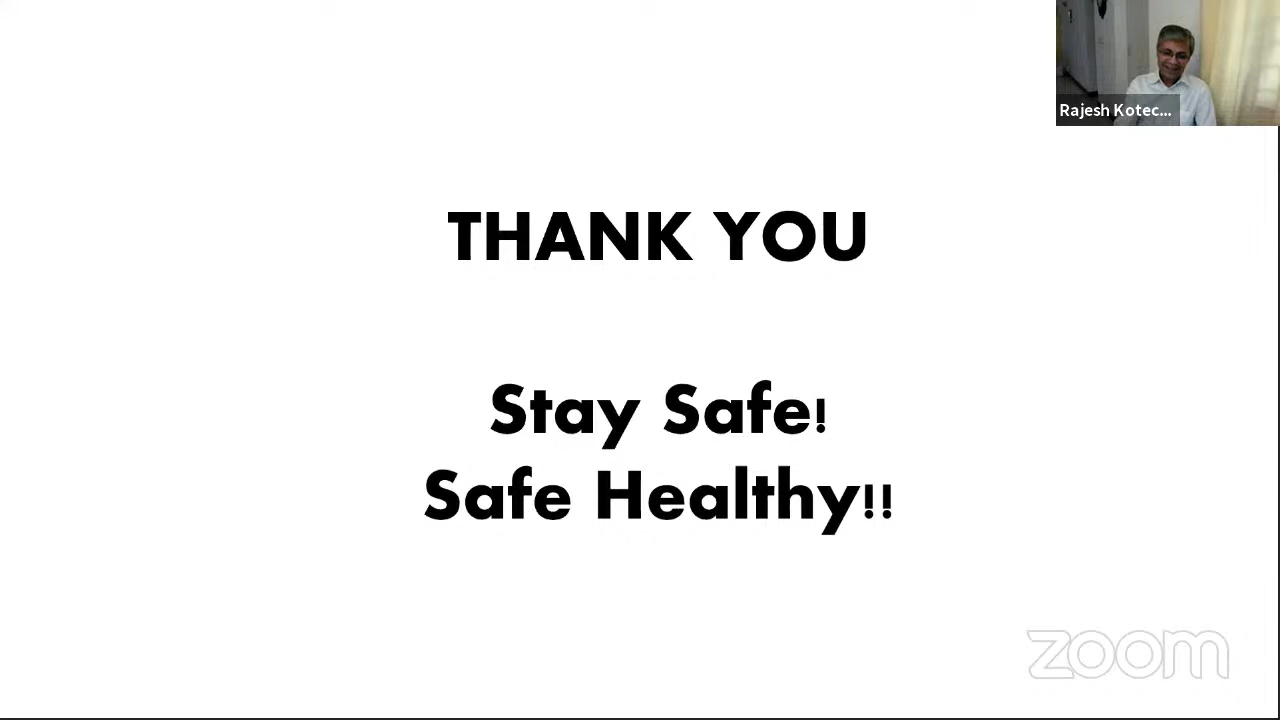 Rajesh Kotec...
THANK YOU
Stay Safe!
Safe Healthy!!
zoom